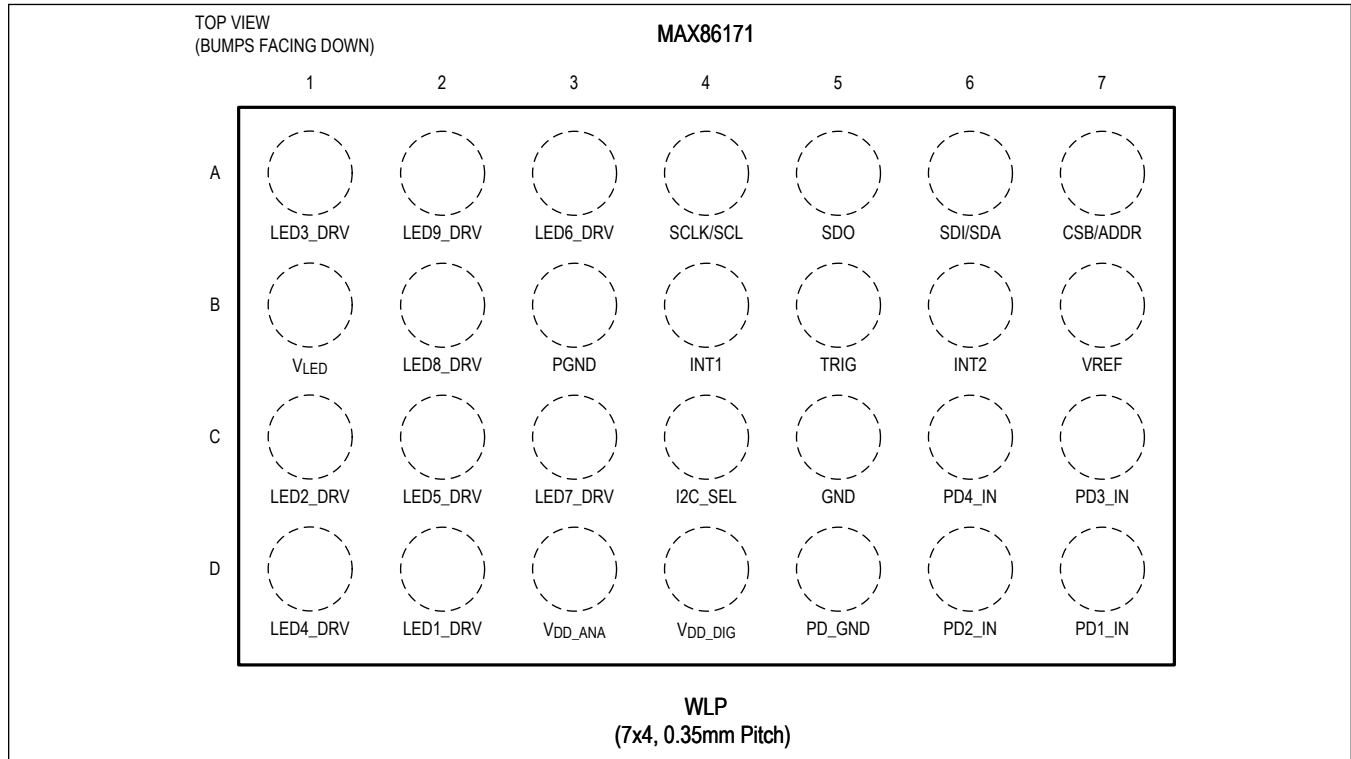 TOP VIEW
(BUMPS FACING DOWN)
MAX86171
1 2 3 4 5 6 7
A
LED3_DRV LED9_DRV LED6_DRV SCLK/SCL SDO SDI/SDA CSB/ADDR
B
VLED LED8_DRV PGND INT1 TRIG INT2 VREF
C
LED2_DRV LED5_DRV LED7_DRV I2C_SEL GND PD4_IN PD3_IN
D
LED4_DRV LED1_DRV VDD_ANA VDD_DIG PD_GND PD2_IN PD1_IN
WLP
(7x4, 0.35mm Pitch)